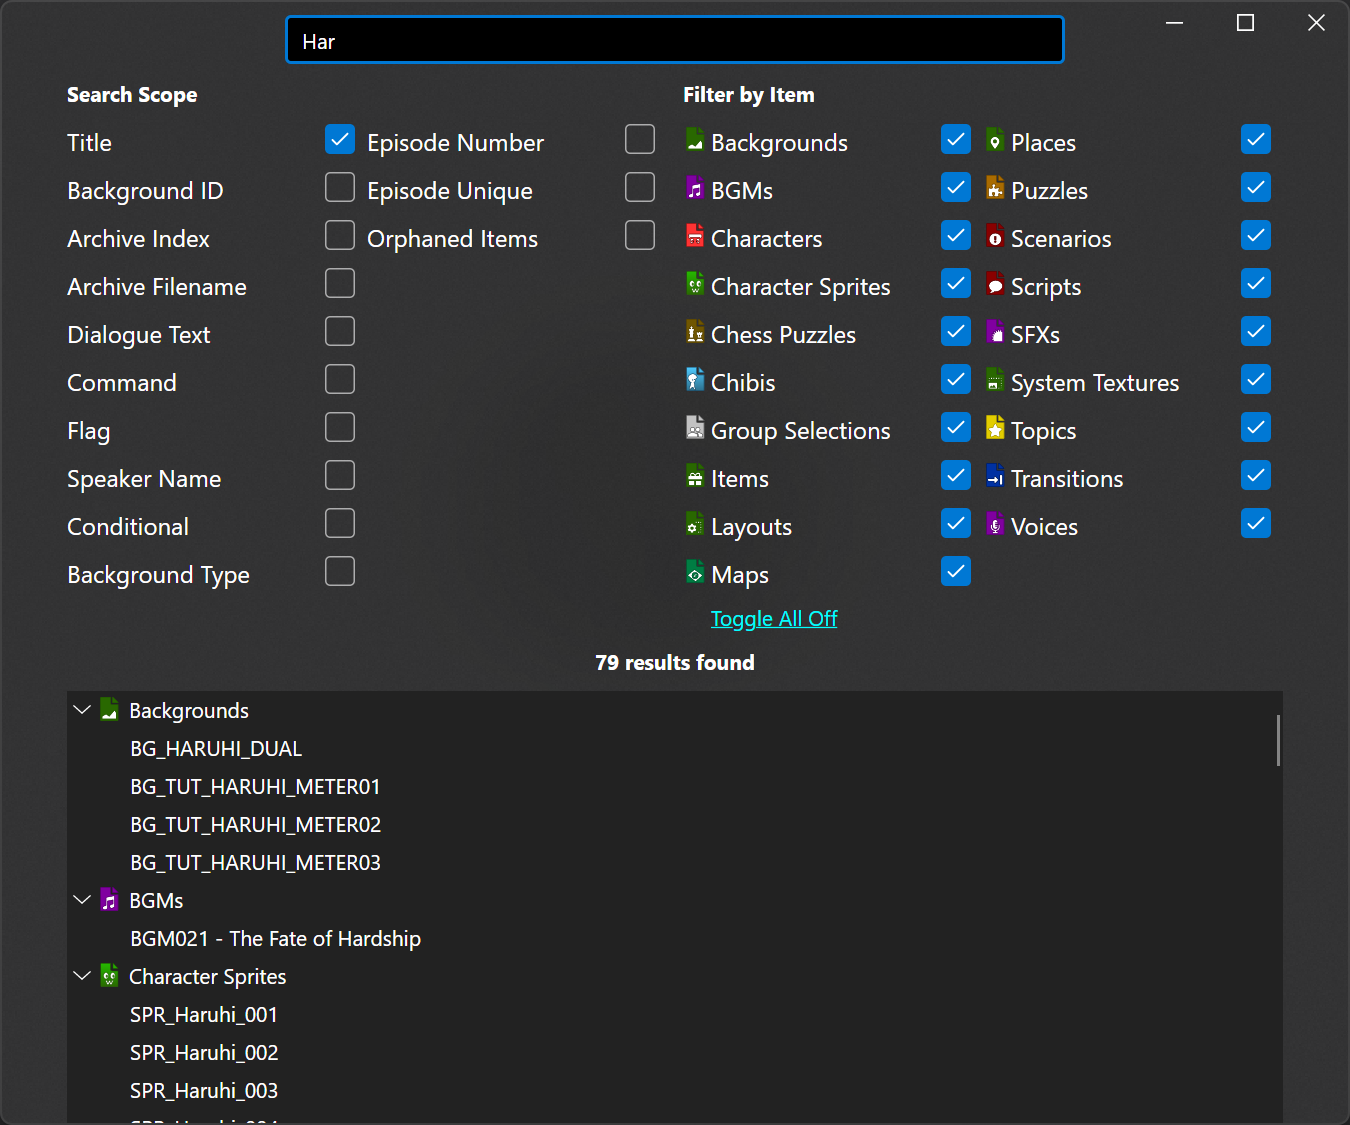 Har
Search Scope
Title
Episode Number
Background ID
Episode Unique
Archive Index
Orphaned Items
Archive Filename
Dialogue Text
Command
Flag
Speaker Name
Conditional
Background Type
Filter by Item
Backgrounds
Places
BGMs
Puzzles
Characters
Scenarios
Character Sprites
Scripts
Chess Puzzles
SFXs
Chibis
System Textures
Group Selections
Topics
Items
Transitions
Layouts
Voices
Maps
Toggle All Off
79 results found
Backgrounds
BG_HARUHI_DUAL
BG_TUT_HARUHI_METER01
BG_TUT_HARUHI_METER02
BG_TUT_HARUHI_METER03
BGMs
BGM021 - The Fate of Hardship
Character Sprites
SPR_Haruhi_001
SPR_Haruhi_002
SPR_Haruhi_003